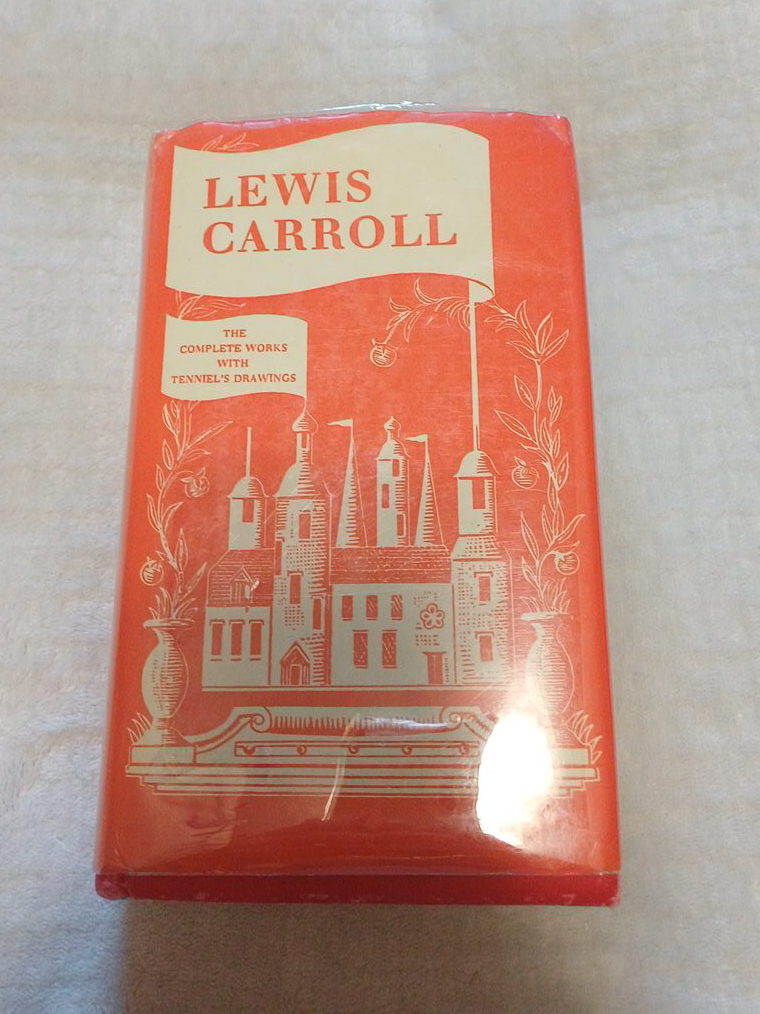 LEWIS
CARROLL
THE
COMPLETE WORKS
WITH
TENNIEL'S DRAWINGS